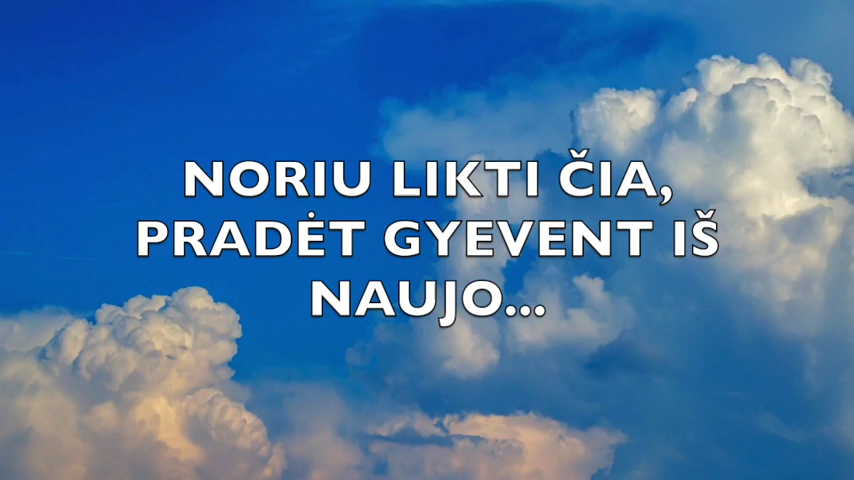 NORIU LIKTI ČIA,
PRADĖT GYEVENT IŠ
NAUJO...